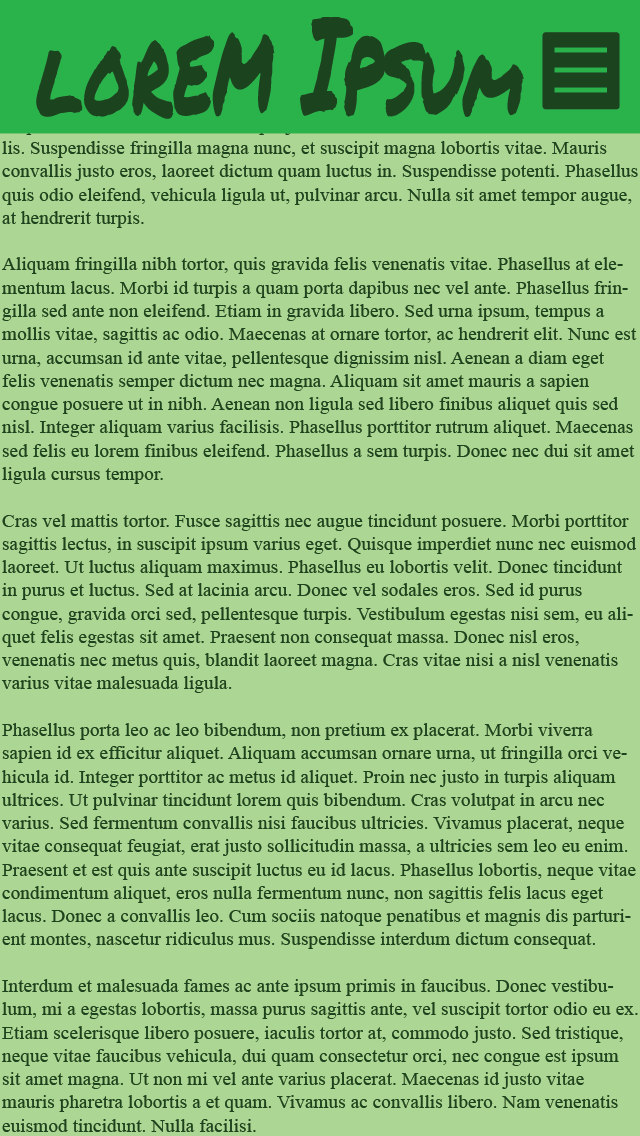 LOREM IPSUM
lis. Suspendisse fringilla magna nunc, et suscipit magna lobortis vitae. Mauris
convallis justo eros, laoreet dictum quam luctus in. Suspendisse potenti. Phasellus
quis odio eleifend, vehicula ligula ut, pulvinar arcu. Nulla sit amet tempor augue,
at hendrerit turpis.
Aliquam fringilla nibh tortor, quis gravida felis venenatis vitae. Phasellus at ele-
mentum lacus. Morbi id turpis a quam porta dapibus nec vel ante. Phasellus frin-
gilla sed ante non eleifend. Etiam in gravida libero. Sed urna ipsum, tempus a
mollis vitae, sagittis ac odio. Maecenas at ornare tortor, ac hendrerit elit. Nunc est
urna, accumsan id ante vitae, pellentesque dignissim nisl. Aenean a diam eget
felis venenatis semper dictum nec magna. Aliquam sit amet mauris a sapien
congue posuere ut in nibh. Aenean non ligula sed libero finibus aliquet quis sed
nisl. Integer aliquam varius facilisis. Phasellus porttitor rutrum aliquet. Maecenas
sed felis eu lorem finibus eleifend. Phasellus a sem turpis. Donec nec dui sit amet
ligula cursus tempor.
Cras vel mattis tortor. Fusce sagittis nec augue tincidunt posuere. Morbi porttitor
sagittis lectus, in suscipit ipsum varius eget. Quisque imperdiet nunc nec euismod
laoreet. Ut luctus aliquam maximus. Phasellus eu lobortis velit. Donec tincidunt
in purus et luctus. Sed at lacinia arcu. Donec vel sodales eros. Sed id purus
congue, gravida orci sed, pellentesque turpis. Vestibulum egestas nisi sem, eu ali-
quet felis egestas sit amet. Praesent non consequat massa. Donec nisl eros,
venenatis nec metus quis, blandit laoreet magna. Cras vitae nisi a nisl venenatis
varius vitae malesuada ligula.
Phasellus porta leo ac leo bibendum, non pretium ex placerat. Morbi viverra
sapien id ex efficitur aliquet. Aliquam accumsan ornare urna, ut fringilla orci ve-
hicula id. Integer porttitor ac metus id aliquet. Proin nec justo in turpis aliquam
ultrices. Ut pulvinar tincidunt lorem quis bibendum. Cras volutpat in arcu nec
varius. Sed fermentum convallis nisi faucibus ultricies. Vivamus placerat, neque
vitae consequat feugiat, erat justo sollicitudin massa, a ultricies sem leo eu enim.
Praesent et est quis ante suscipit luctus eu id lacus. Phasellus lobortis, neque vitae
condimentum aliquet, eros nulla fermentum nunc, non sagittis felis lacus eget
lacus. Donec a convallis leo. Cum sociis natoque penatibus et magnis dis parturi-
ent montes, nascetur ridiculus mus. Suspendisse interdum dictum consequat.
Interdum et malesuada fames ac ante ipsum primis in faucibus. Donec vestibu-
lum, mi a egestas lobortis, massa purus sagittis ante, vel suscipit tortor odio eu ex.
Etiam scelerisque libero posuere, iaculis tortor at, commodo justo. Sed tristique,
neque vitae faucibus vehicula, dui quam consectetur orci, nec congue est ipsum
sit amet magna. Ut non mi vel ante varius placerat. Maecenas id justo vitae
mauris pharetra lobortis a et quam. Vivamus ac convallis libero. Nam venenatis
euismod tincidunt. Nulla facilisi.